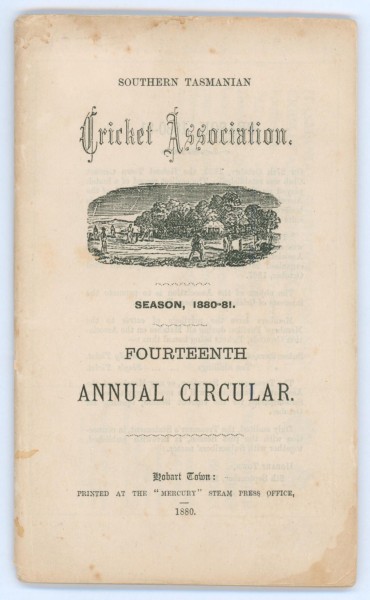 SOUTHERN TASMANIAN
Cricket Association.
SEASON, 1880-81.
FOURTEENTH
ANNUAL CIRCULAR.
Hobart Town:
PRINTED AT THE "MERCURY" STEAM PRESS OFFICE,
1880.